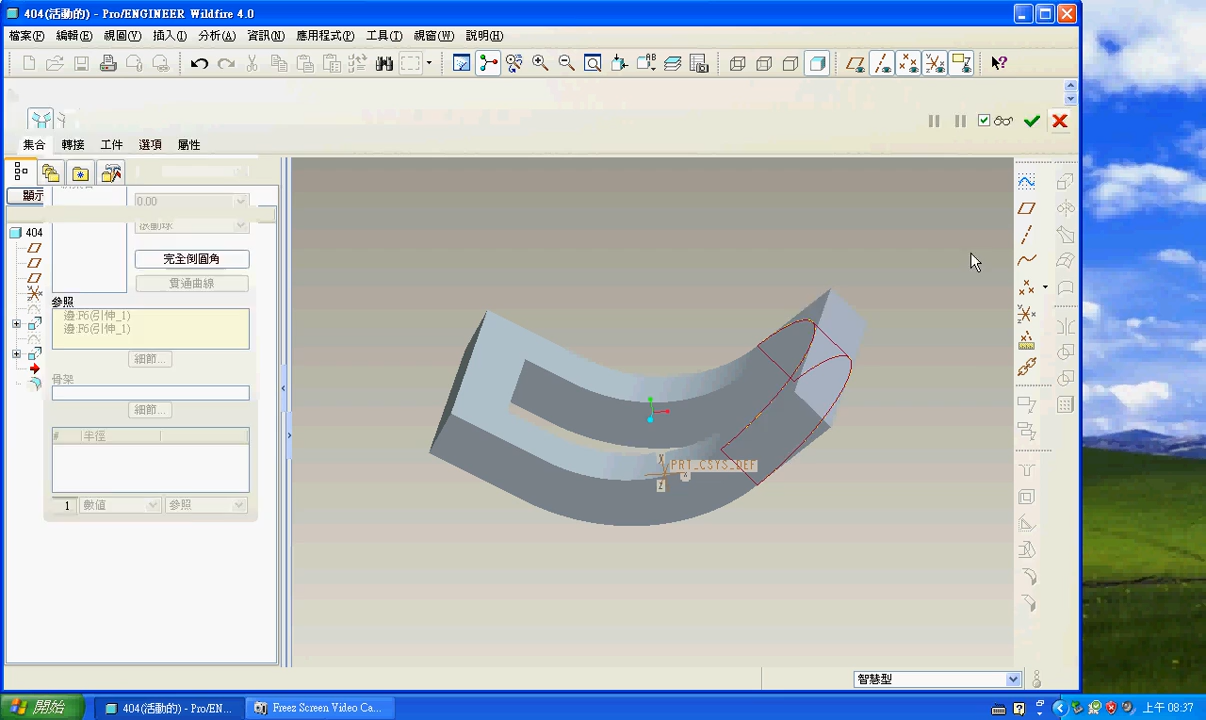 404(活動的) - Pro/ENGINEER Wildfire 4.0
檔案(F) 編輯(E) 視圖(V) 插入(I) 分析(A) 資訊(N) 應用程式(P) 工具(T) 視窗(W) 說明(H)
集合 轉接 工件 選項 屬性
顯示
0.00
滾動球
404
完全倒圓角
貫通曲線
參照
邊:F6(引伸_1)
邊:F6(引伸_1)
細節...
骨架
細節...
# 半徑
1 數值 參照
PRT_CSYS_DEF
X
Z
智慧型
開始 404(活動的) - Pro/EN... Freez Screen Video Ca... 上午 08:37